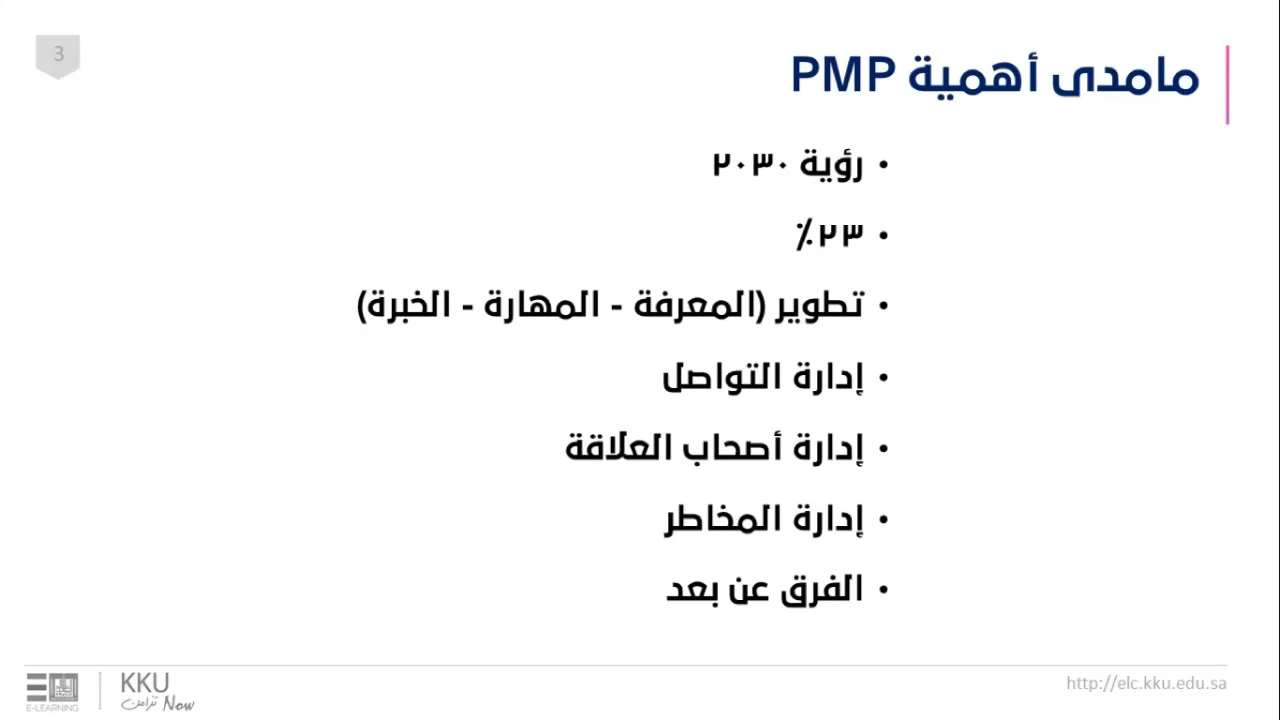 3
مامدى أهمية PMP
• رؤية ٢٠٣٠
• ٢٣٪
• تطوير (المعرفة - المهارة - الخبرة)
• إدارة التواصل
• إدارة أصحاب العلاقة
• إدارة المخاطر
• الفرق عن بعد
E-LEARNING
KKU
تزامن Now
http://elc.kku.edu.sa